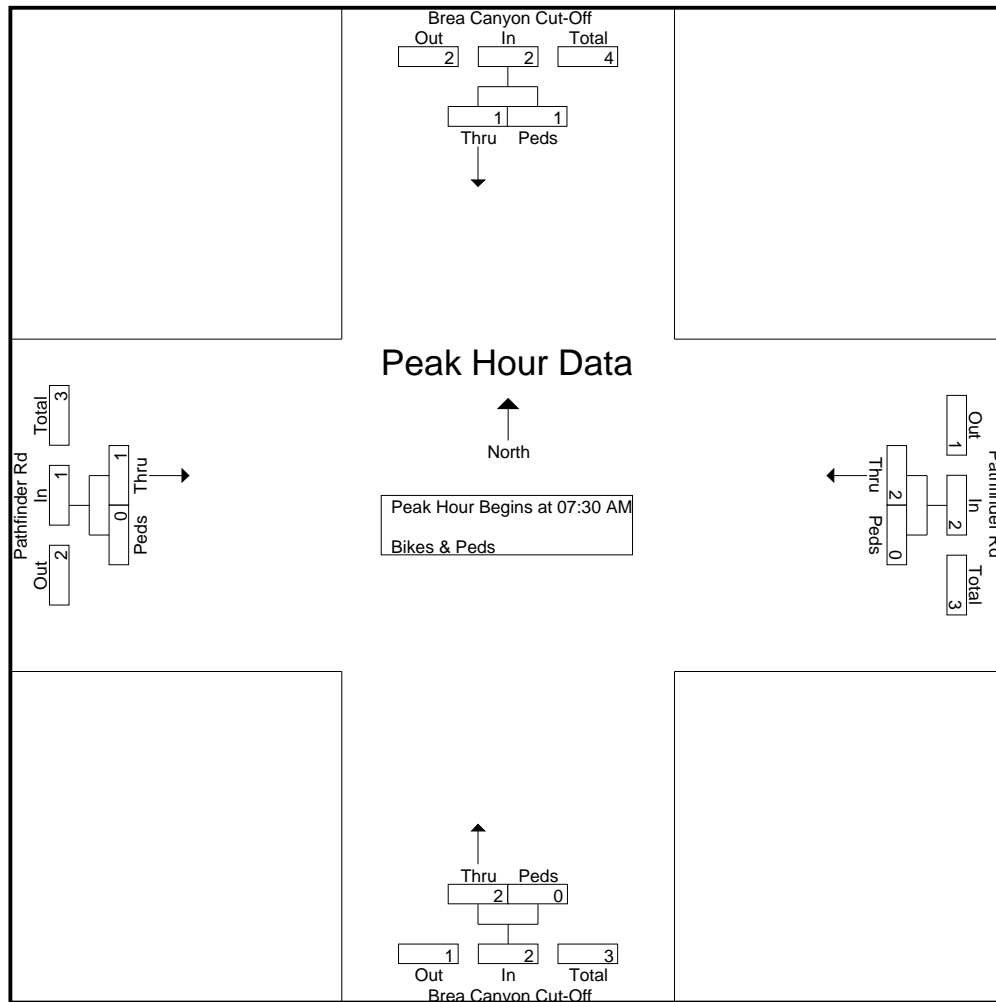 Brea Canyon Cut-Off
Out In Total
2 2 4
1 1
Thru Peds
Peak Hour Data
North
Peak Hour Begins at 07:30 AM
Bikes & Peds
Pathfinder Rd
Out In Total
2 1 3
Peds Thru
0 1
Pathfinder Rd
Out In Total
1 2 3
Thru Peds
2 0
Thru Peds
2 0
1 2 3
Out In Total
Brea Canyon Cut-Off